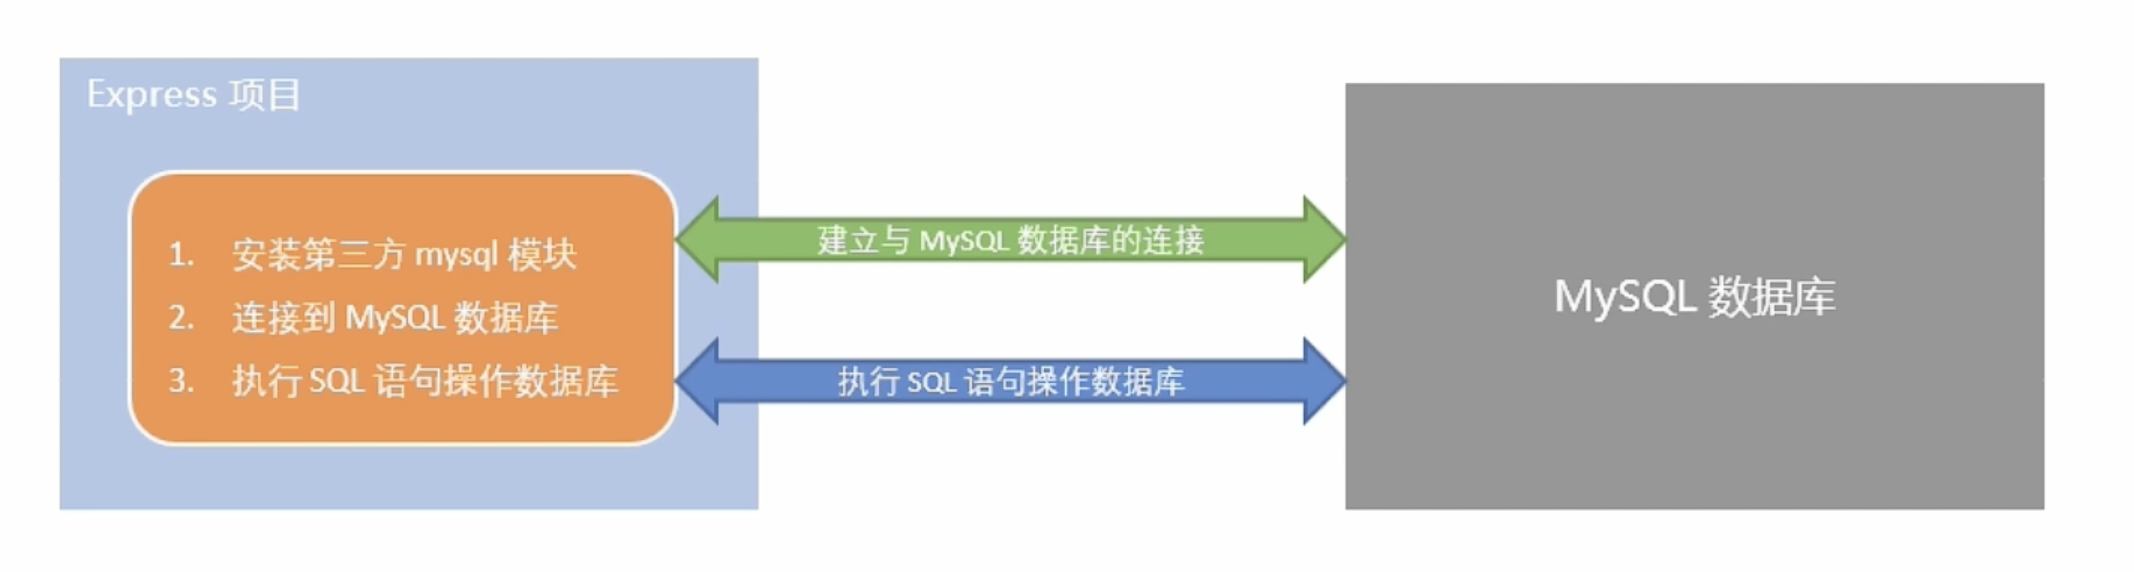 Express 项目
1. 安装第三方 mysql 模块
2. 连接到 MySQL 数据库
3. 执行 SQL 语句操作数据库
建立与 MySQL 数据库的连接
执行 SQL 语句操作数据库
MySQL 数据库